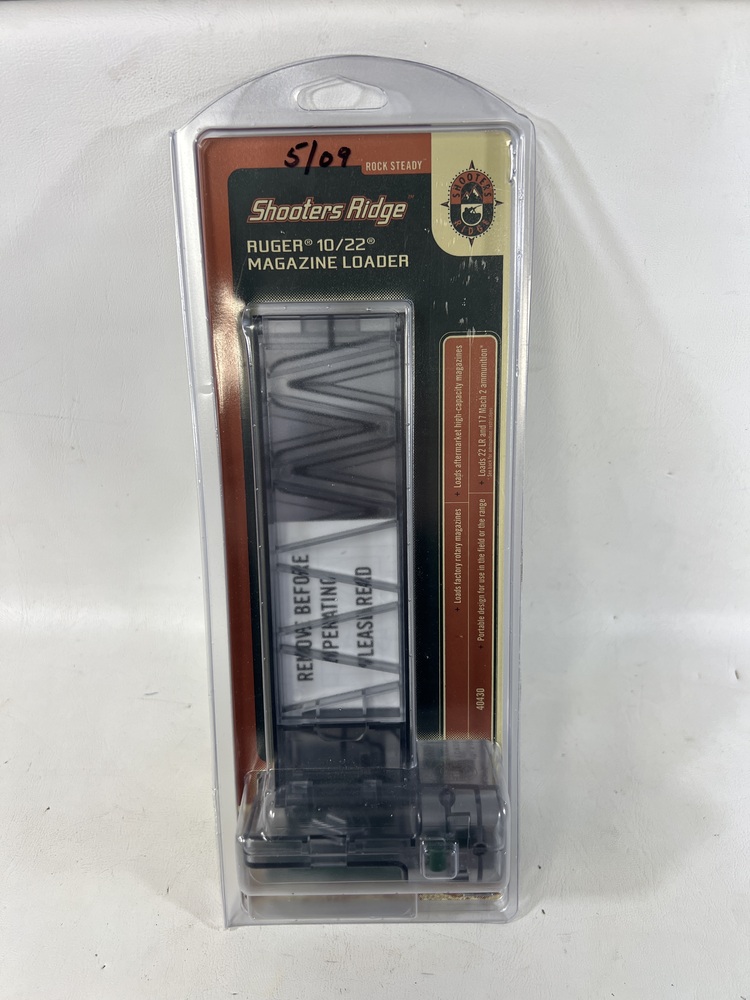 5/09
ROCK STEADY™
SHOOTERS
RIDGE
Shooters Ridge™
RUGER® 10/22®
MAGAZINE LOADER
+ Loads factory rotary magazines
+ Loads aftermarket high-capacity magazines
+ Portable design for use in the field or the range
+ Loads 22 LR and 17 Mach 2 ammunition*
40430
REMOVE BEFORE
OPERATING
PLEASE READ